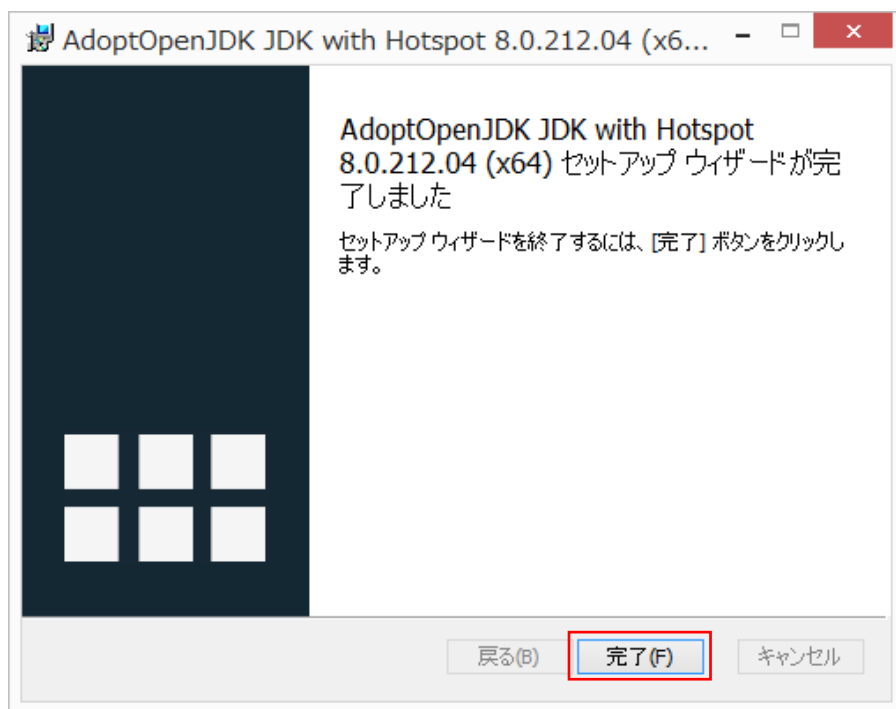 AdoptOpenJDK JDK with Hotspot 8.0.212.04 (x6...
AdoptOpenJDK JDK with Hotspot
8.0.212.04 (x64) セットアップ ウィザードが完
了しました
セットアップ ウィザードを終了するには、[完了] ボタンをクリックし
ます。
戻る(B)
完了(F)
キャンセル